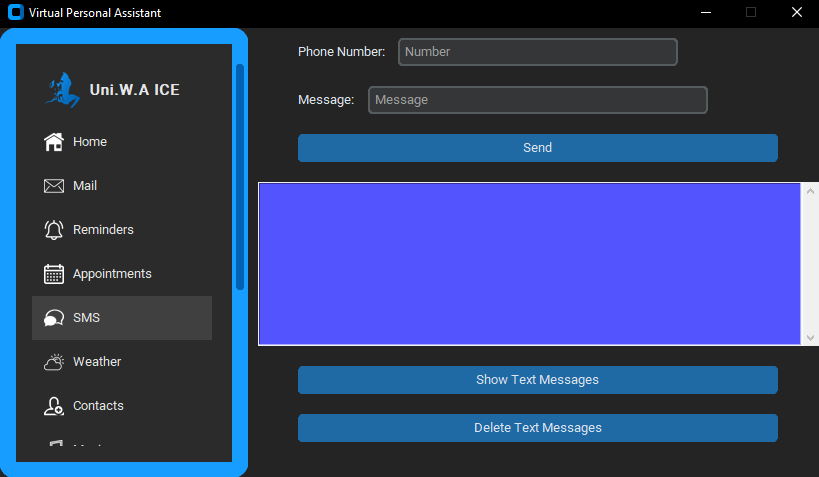 Virtual Personal Assistant
Uni.W.A ICE
Home
Mail
Reminders
Appointments
SMS
Weather
Contacts
Phone Number:
Number
Message:
Message
Send
Show Text Messages
Delete Text Messages